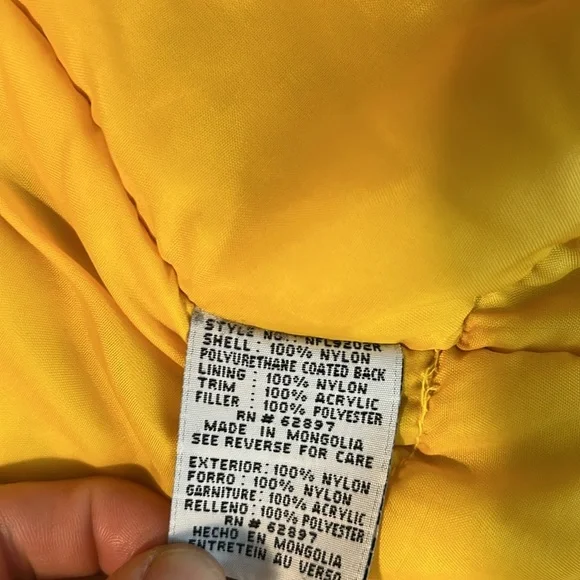 STYLE NO.: NFL9202R
SHELL : 100% NYLON
POLYURETHANE COATED BACK
LINING : 100% NYLON
TRIM : 100% ACRYLIC
FILLER : 100% POLYESTER
RN # 62897
MADE IN MONGOLIA
SEE REVERSE FOR CARE
EXTERIOR: 100% NYLON
FORRO : 100% NYLON
GARNITURE: 100% ACRYLIC
RELLENO: 100% POLYESTER
RN # 62897
HECHO EN MONGOLIA
ENTRETEIN AU VERSO